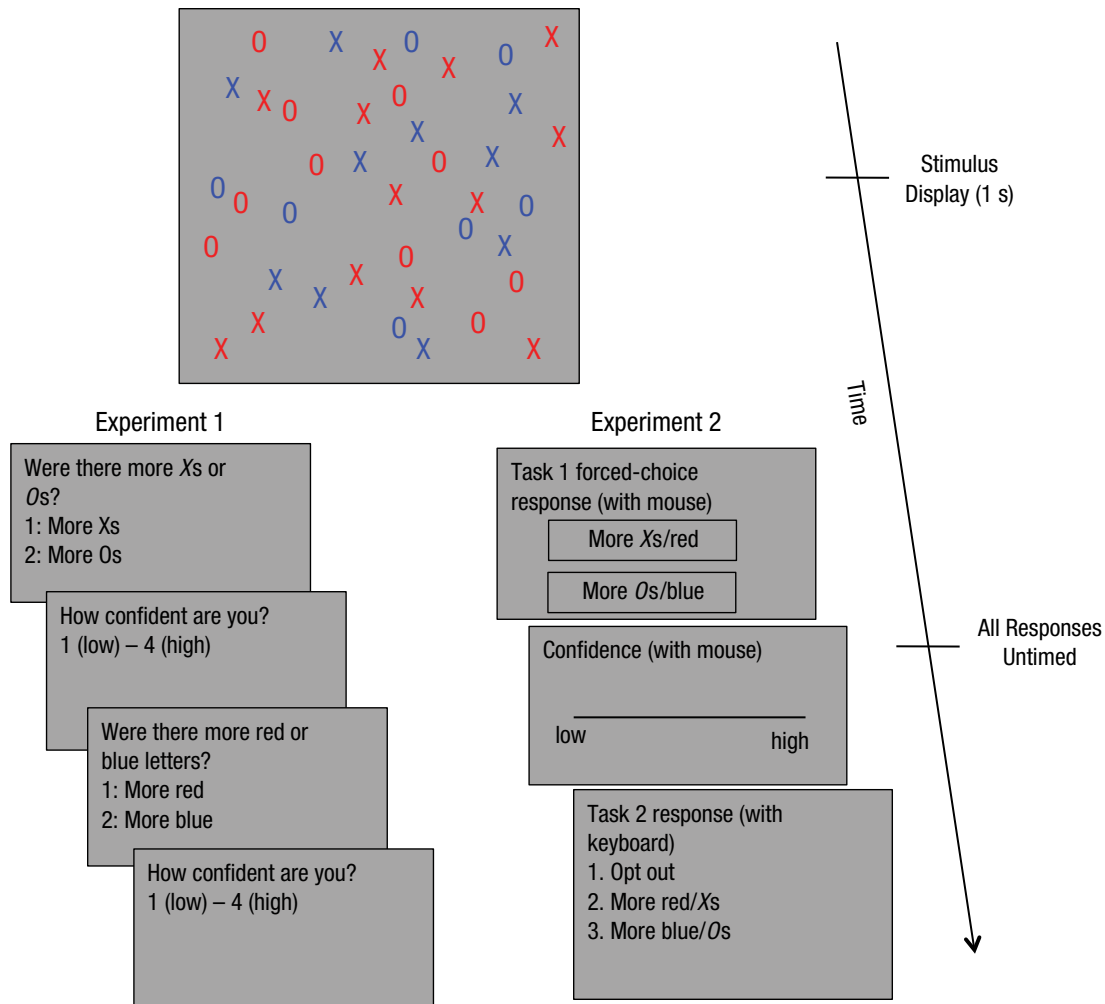 O X O X
X X O
X X O O X X
X X
X O X O X
O O O X X O
O X
O O
X X X X O
X X O O
X X X
Stimulus
Display (1 s)
Time
Experiment 1
Were there more Xs or
Os?
1: More Xs
2: More Os
How confident are you?
1 (low) – 4 (high)
Were there more red or
blue letters?
1: More red
2: More blue
How confident are you?
1 (low) – 4 (high)
Experiment 2
Task 1 forced-choice
response (with mouse)
More Xs/red
More Os/blue
Confidence (with mouse)
low high
Task 2 response (with
keyboard)
1. Opt out
2. More red/Xs
3. More blue/Os
All Responses
Untimed